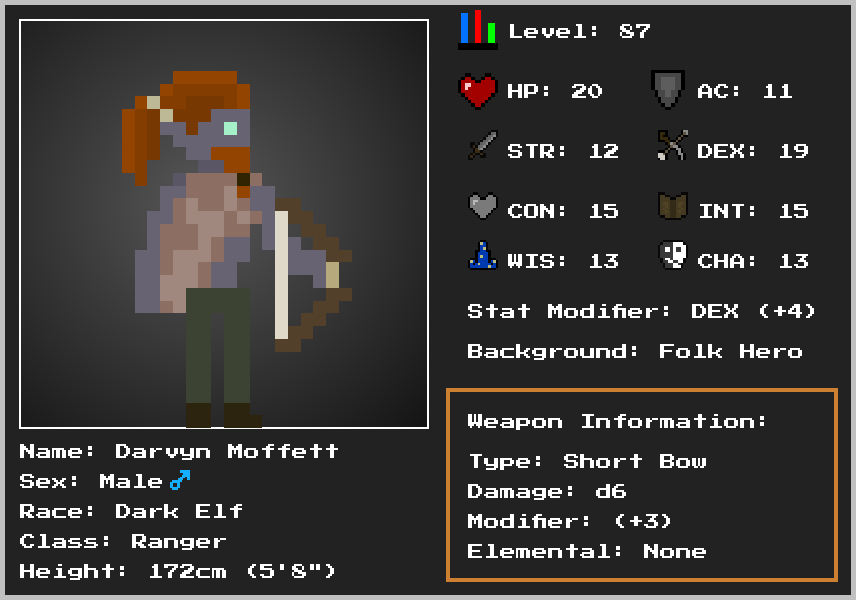 Level: 87
HP: 20 AC: 11
STR: 12 DEX: 19
CON: 15 INT: 15
WIS: 13 CHA: 13
Stat Modifier: DEX (+4)
Background: Folk Hero
Weapon Information:
Type: Short Bow
Damage: d6
Modifier: (+3)
Elemental: None
Name: Darvyn Moffett
Sex: Male ♂
Race: Dark Elf
Class: Ranger
Height: 172cm (5'8")